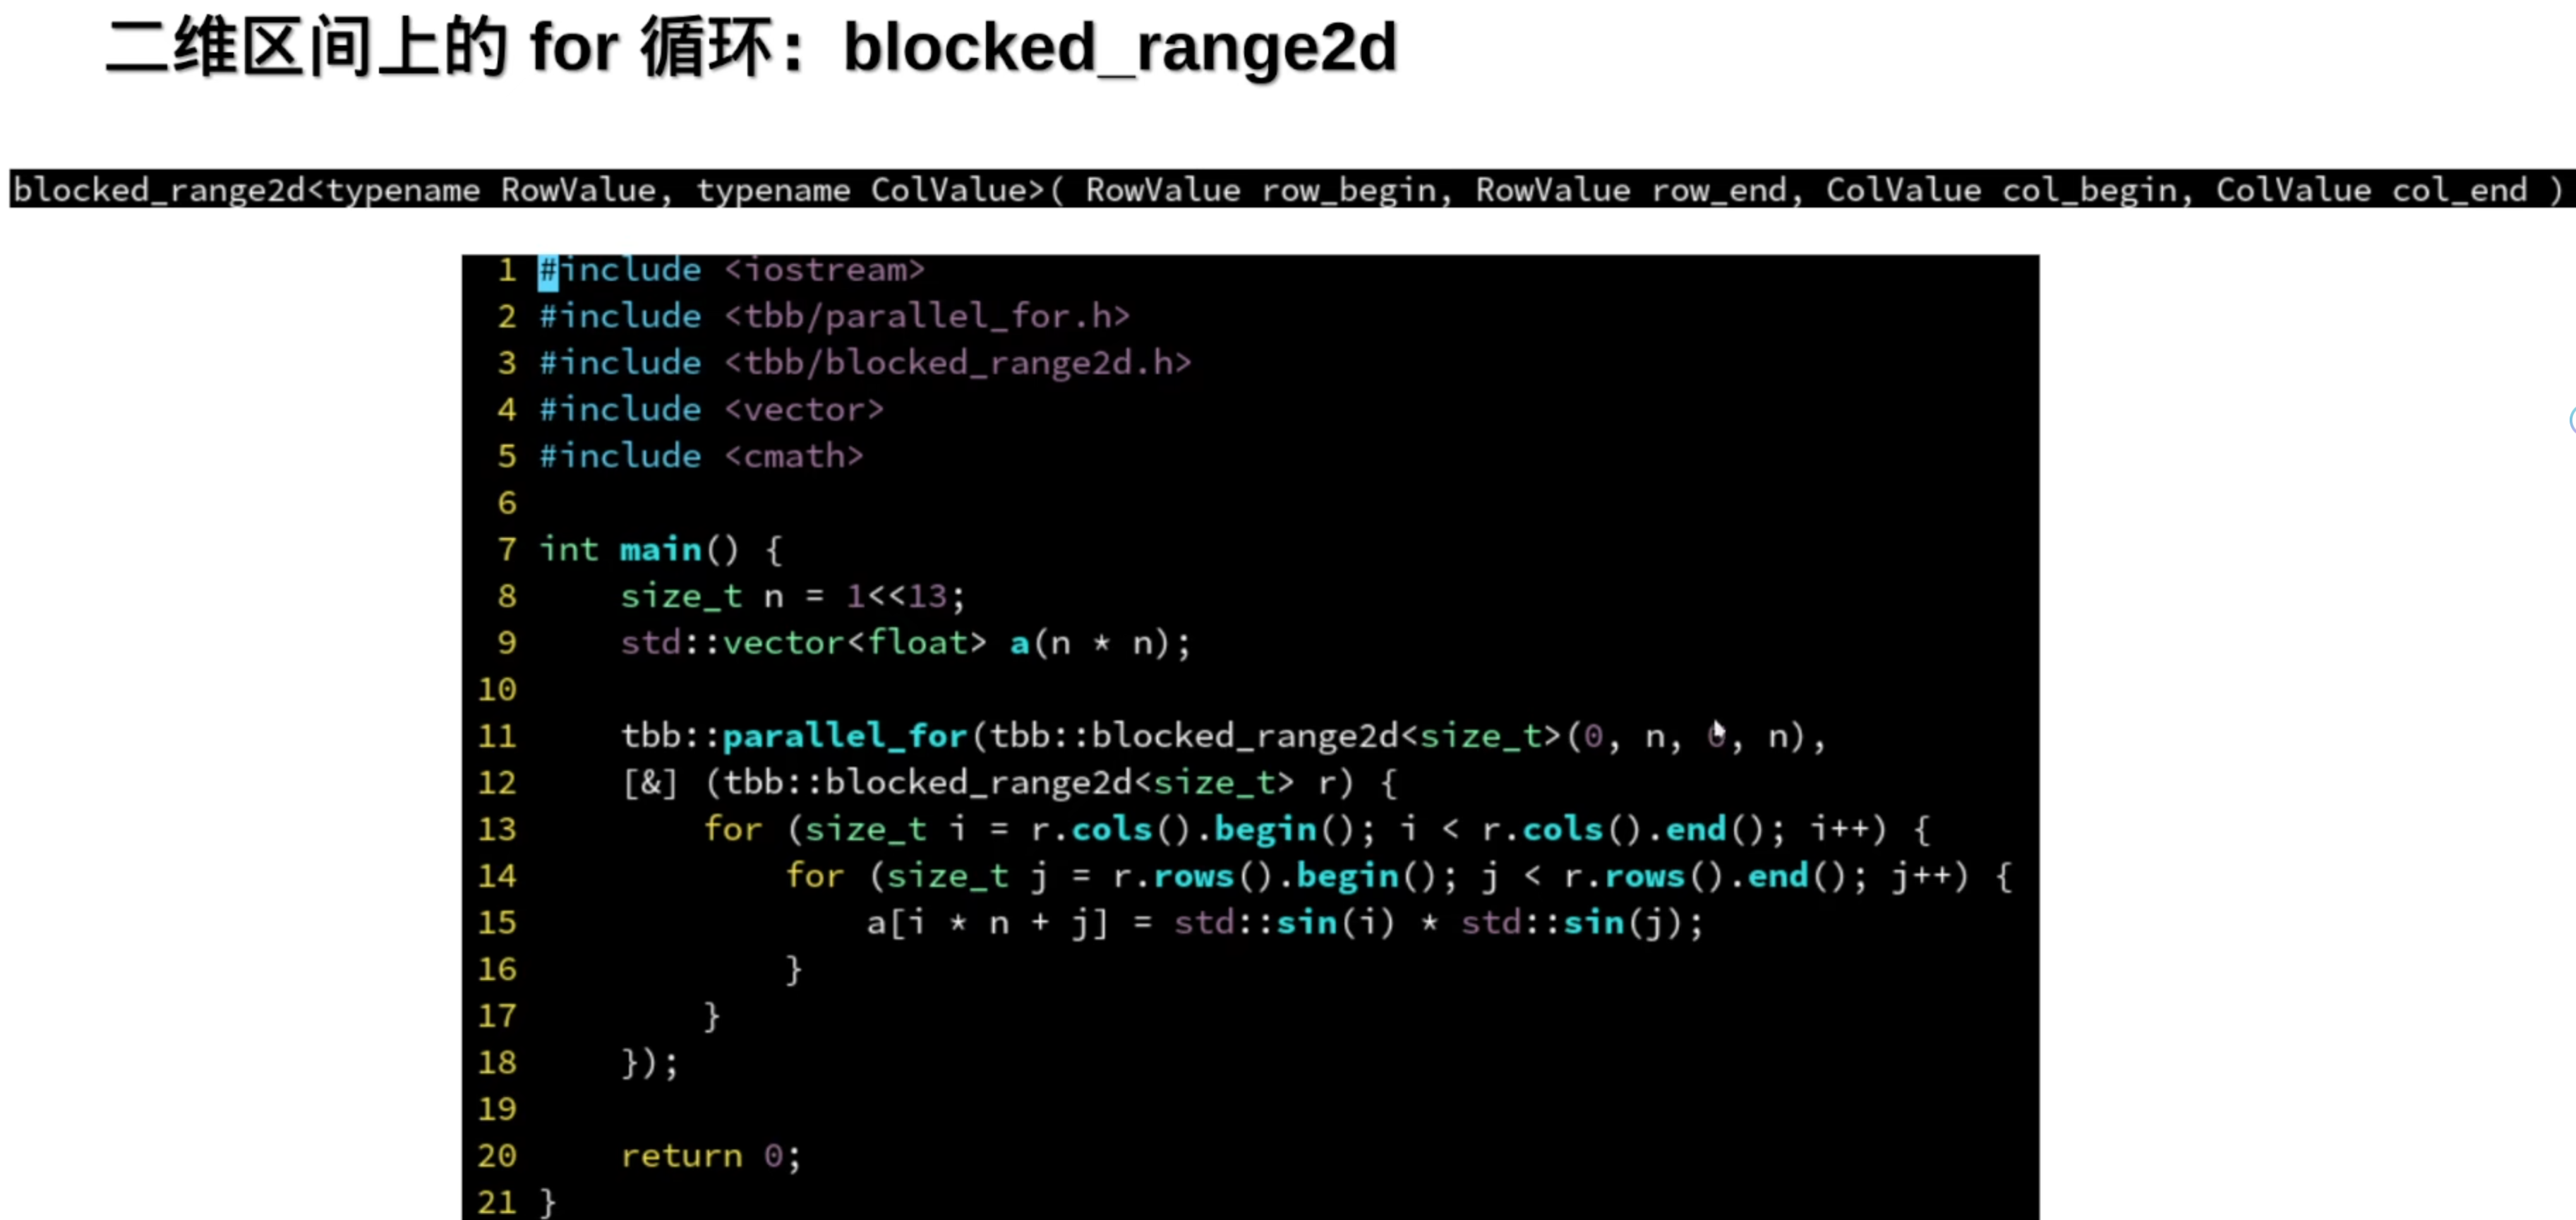 二维区间上的 for 循环：blocked_range2d
blocked_range2d<typename RowValue, typename ColValue>( RowValue row_begin, RowValue row_end, ColValue col_begin, ColValue col_end )
1 #include <iostream>
2 #include <tbb/parallel_for.h>
3 #include <tbb/blocked_range2d.h>
4 #include <vector>
5 #include <cmath>
6
7 int main() {
8     size_t n = 1<<13;
9     std::vector<float> a(n * n);
10
11     tbb::parallel_for(tbb::blocked_range2d<size_t>(0, n, 0, n),
12     [&] (tbb::blocked_range2d<size_t> r) {
13         for (size_t i = r.cols().begin(); i < r.cols().end(); i++) {
14             for (size_t j = r.rows().begin(); j < r.rows().end(); j++) {
15                 a[i * n + j] = std::sin(i) * std::sin(j);
16             }
17         }
18     });
19
20     return 0;
21 }